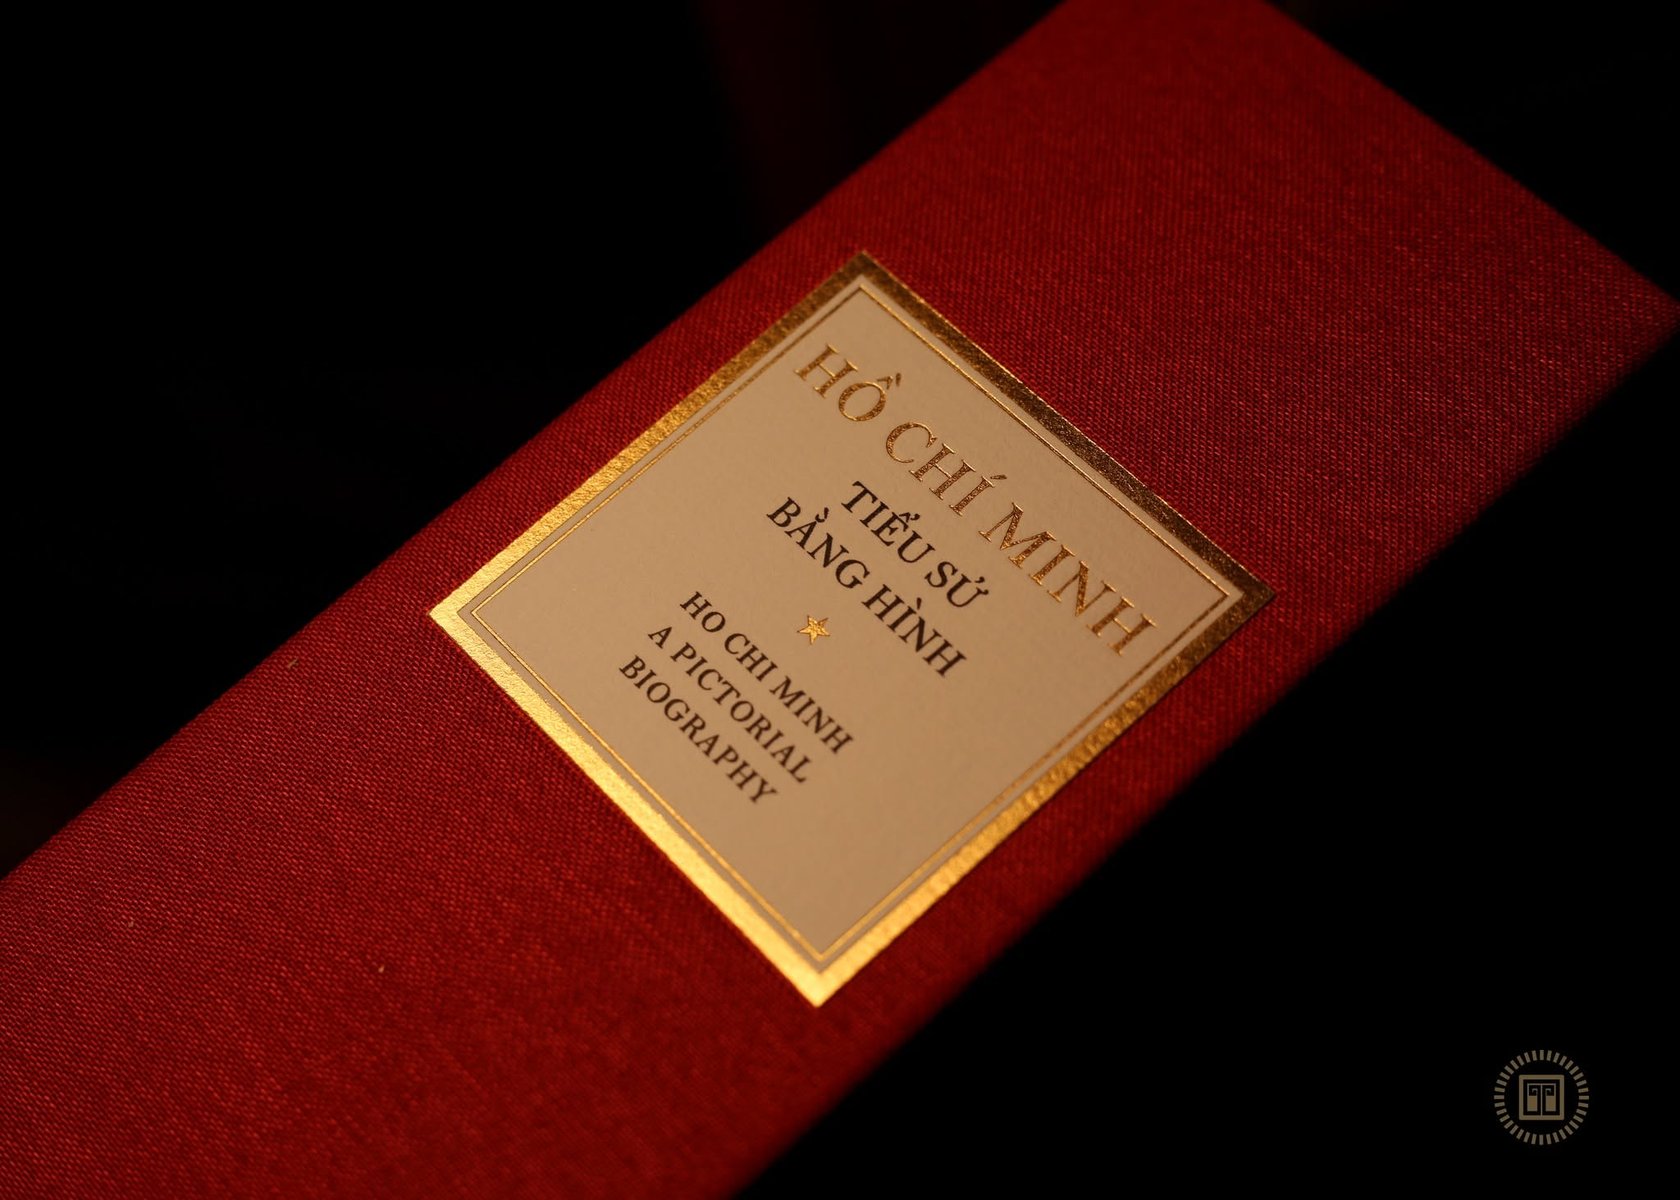 HỒ CHÍ MINH
TIỂU SỬ
BẰNG HÌNH
HO CHI MINH
A PICTORIAL
BIOGRAPHY